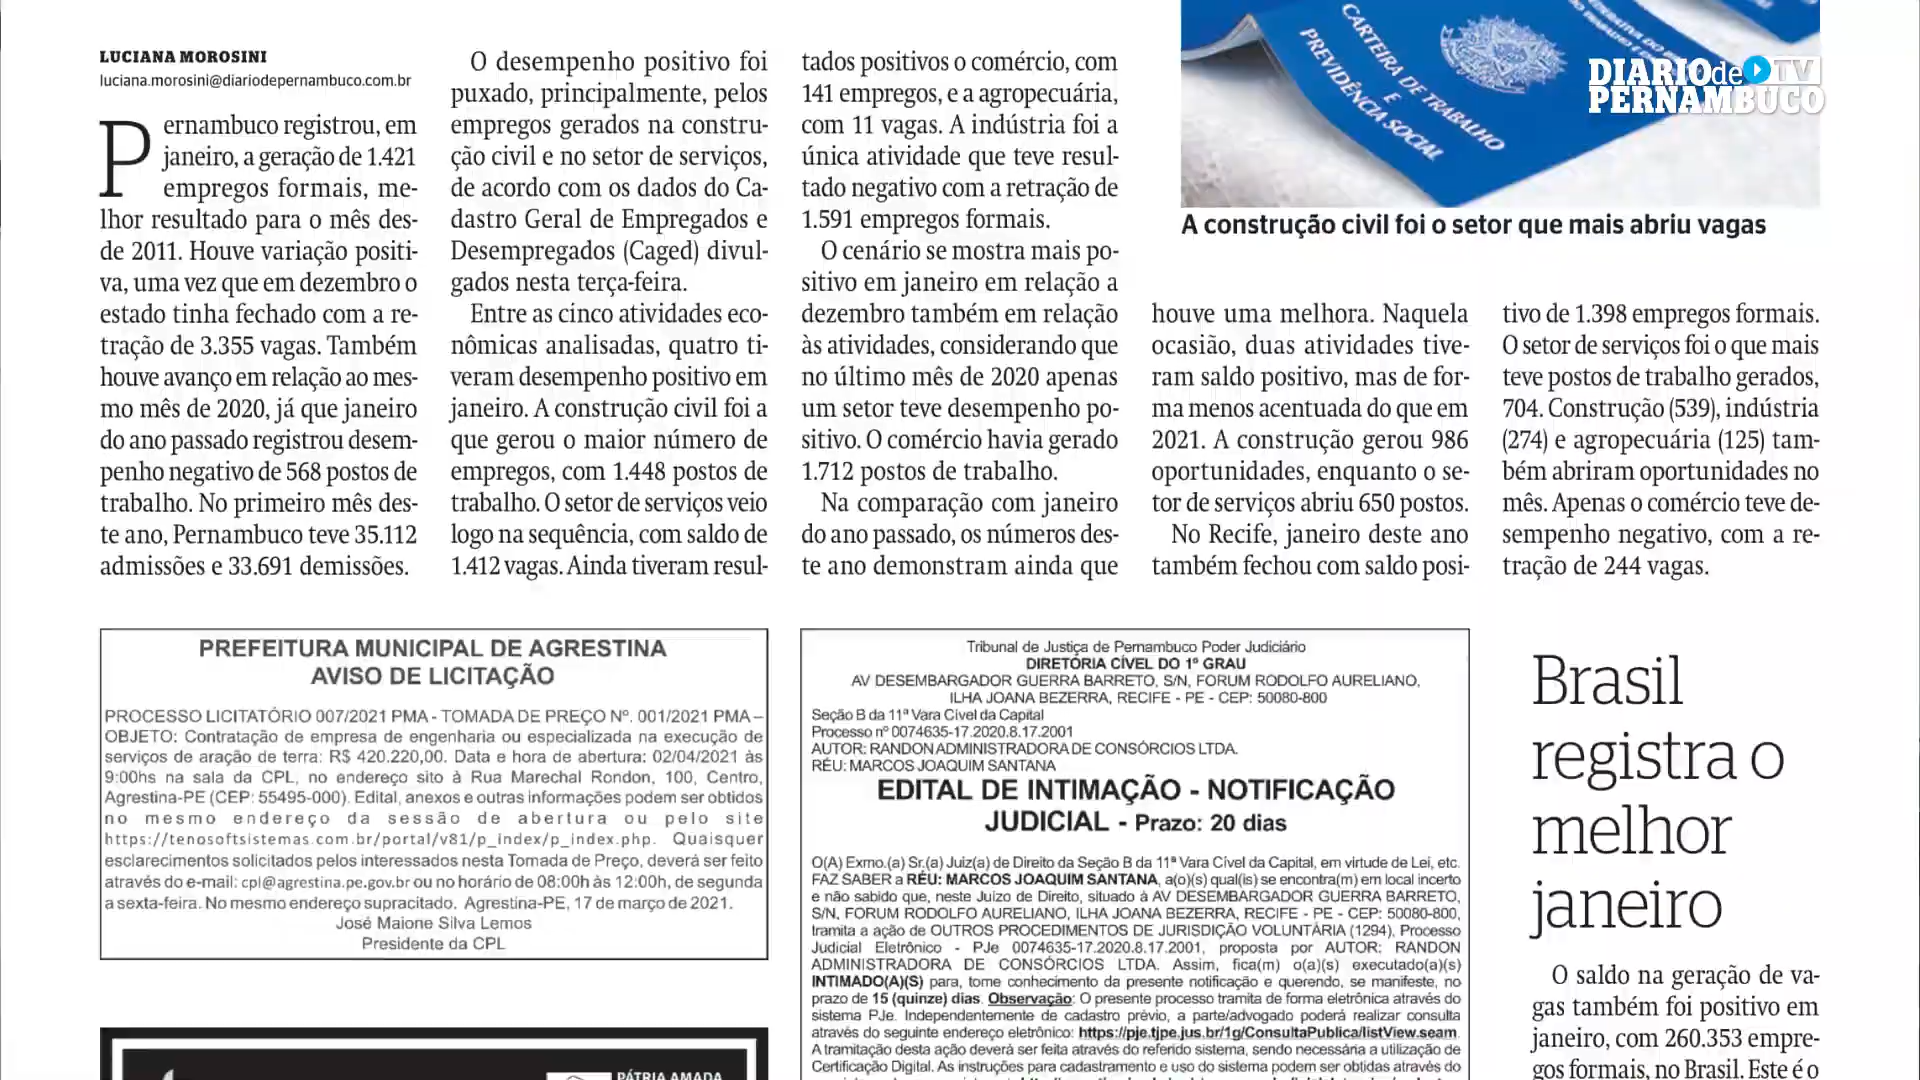 LUCIANA MOROSINI
luciana.morosini@diariodepernambuco.com.br
Pernambuco registrou, em
janeiro, a geração de 1.421
empregos formais, me-
lhor resultado para o mês des-
de 2011. Houve variação positi-
va, uma vez que em dezembro o
estado tinha fechado com a re-
tração de 3.355 vagas. Também
houve avanço em relação ao mes-
mo mês de 2020, já que janeiro
do ano passado registrou desem-
penho negativo de 568 postos de
trabalho. No primeiro mês des-
te ano, Pernambuco teve 35.112
admissões e 33.691 demissões.
O desempenho positivo foi
puxado, principalmente, pelos
empregos gerados na constru-
ção civil e no setor de serviços,
de acordo com os dados do Ca-
dastro Geral de Empregados e
Desempregados (Caged) divul-
gados nesta terça-feira.
Entre as cinco atividades eco-
nômicas analisadas, quatro ti-
veram desempenho positivo em
janeiro. A construção civil foi a
que gerou o maior número de
empregos, com 1.448 postos de
trabalho. O setor de serviços veio
logo na sequência, com saldo de
1.412 vagas. Ainda tiveram resul-
tados positivos o comércio, com
141 empregos, e a agropecuária,
com 11 vagas. A indústria foi a
única atividade que teve resul-
tado negativo com a retração de
1.591 empregos formais.
O cenário se mostra mais po-
sitivo em janeiro em relação a
dezembro também em relação
às atividades, considerando que
no último mês de 2020 apenas
um setor teve desempenho po-
sitivo. O comércio havia gerado
1.712 postos de trabalho.
Na comparação com janeiro
do ano passado, os números des-
te ano demonstram ainda que
CARTEIRA DE TRABALHO
E
PREVIDÊNCIA SOCIAL
DIARIO de TV
PERNAMBUCO
A construção civil foi o setor que mais abriu vagas
houve uma melhora. Naquela
ocasião, duas atividades tive-
ram saldo positivo, mas de for-
ma menos acentuada do que em
2021. A construção gerou 986
oportunidades, enquanto o se-
tor de serviços abriu 650 postos.
No Recife, janeiro deste ano
também fechou com saldo posi-
tivo de 1.398 empregos formais.
O setor de serviços foi o que mais
teve postos de trabalho gerados,
704. Construção (539), indústria
(274) e agropecuária (125) tam-
bém abriram oportunidades no
mês. Apenas o comércio teve de-
sempenho negativo, com a re-
tração de 244 vagas.
PREFEITURA MUNICIPAL DE AGRESTINA
AVISO DE LICITAÇÃO
PROCESSO LICITATÓRIO 007/2021 PMA - TOMADA DE PREÇO Nº. 001/2021 PMA –
OBJETO: Contratação de empresa de engenharia ou especializada na execução de
serviços de aração de terra: R$ 420.220,00. Data e hora de abertura: 02/04/2021 às
9:00hs na sala da CPL, no endereço sito à Rua Marechal Rondon, 100, Centro,
Agrestina-PE (CEP: 55495-000). Edital, anexos e outras informações podem ser obtidos
no mesmo endereço da sessão de abertura ou pelo site
https://tenosoftsistemas.com.br/portal/v81/p_index/p_index.php. Quaisquer
esclarecimentos solicitados pelos interessados nesta Tomada de Preço, deverá ser feito
através do e-mail: cpl@agrestina.pe.gov.br ou no horário de 08:00h às 12:00h, de segunda
a sexta-feira. No mesmo endereço supracitado. Agrestina-PE, 17 de março de 2021.
José Maione Silva Lemos
Presidente da CPL
PÁTRIA AMADA
Tribunal de Justiça de Pernambuco Poder Judiciário
DIRETÓRIA CÍVEL DO 1º GRAU
AV DESEMBARGADOR GUERRA BARRETO, S/N, FORUM RODOLFO AURELIANO,
ILHA JOANA BEZERRA, RECIFE - PE - CEP: 50080-800
Seção B da 11ª Vara Cível da Capital
Processo nº 0074635-17.2020.8.17.2001
AUTOR: RANDON ADMINISTRADORA DE CONSÓRCIOS LTDA.
RÉU: MARCOS JOAQUIM SANTANA
EDITAL DE INTIMAÇÃO - NOTIFICAÇÃO
JUDICIAL - Prazo: 20 dias
O(A) Exmo.(a) Sr.(a) Juiz(a) de Direito da Seção B da 11ª Vara Cível da Capital, em virtude de Lei, etc.
FAZ SABER a RÉU: MARCOS JOAQUIM SANTANA, a(o)(s) qual(is) se encontra(m) em local incerto
e não sabido que, neste Juízo de Direito, situado à AV DESEMBARGADOR GUERRA BARRETO,
S/N, FORUM RODOLFO AURELIANO, ILHA JOANA BEZERRA, RECIFE - PE - CEP: 50080-800,
tramita a ação de OUTROS PROCEDIMENTOS DE JURISDIÇÃO VOLUNTÁRIA (1294), Processo
Judicial Eletrônico - PJe 0074635-17.2020.8.17.2001, proposta por AUTOR: RANDON
ADMINISTRADORA DE CONSÓRCIOS LTDA. Assim, fica(m) o(a)(s) executado(a)(s)
INTIMADO(A)(S) para, tome conhecimento da presente notificação e querendo, se manifeste, no
prazo de 15 (quinze) dias. Observação: O presente processo tramita de forma eletrônica através do
sistema PJe. Independentemente de cadastro prévio, a parte/advogado poderá realizar consulta
através do seguinte endereço eletrônico: https://pje.tjpe.jus.br/1g/ConsultaPublica/listView.seam.
A tramitação desta ação deverá ser feita através do referido sistema, sendo necessária a utilização de
Certificação Digital. As instruções para cadastramento e uso do sistema podem ser obtidas através do
Brasil
registra o
melhor
janeiro
O saldo na geração de va-
gas também foi positivo em
janeiro, com 260.353 empre-
gos formais, no Brasil. Este é o